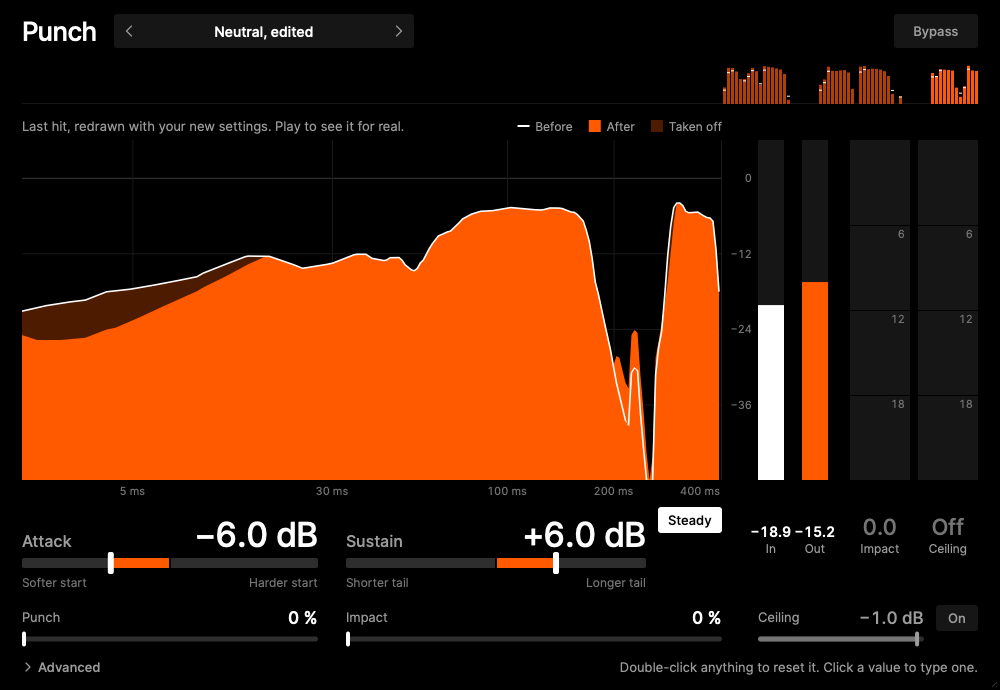 Punch
Neutral, edited
Bypass
Last hit, redrawn with your new settings. Play to see it for real.
Before
After
Taken off
0
−12
−24
−36
6
12
18
6
12
18
5 ms
30 ms
100 ms
200 ms
400 ms
Attack
−6.0 dB
Softer start
Harder start
Sustain
+6.0 dB
Steady
Shorter tail
Longer tail
−18.9
In
−15.2
Out
0.0
Impact
Off
Ceiling
Punch
0 %
Impact
0 %
Ceiling
−1.0 dB
On
Advanced
Double-click anything to reset it. Click a value to type one.